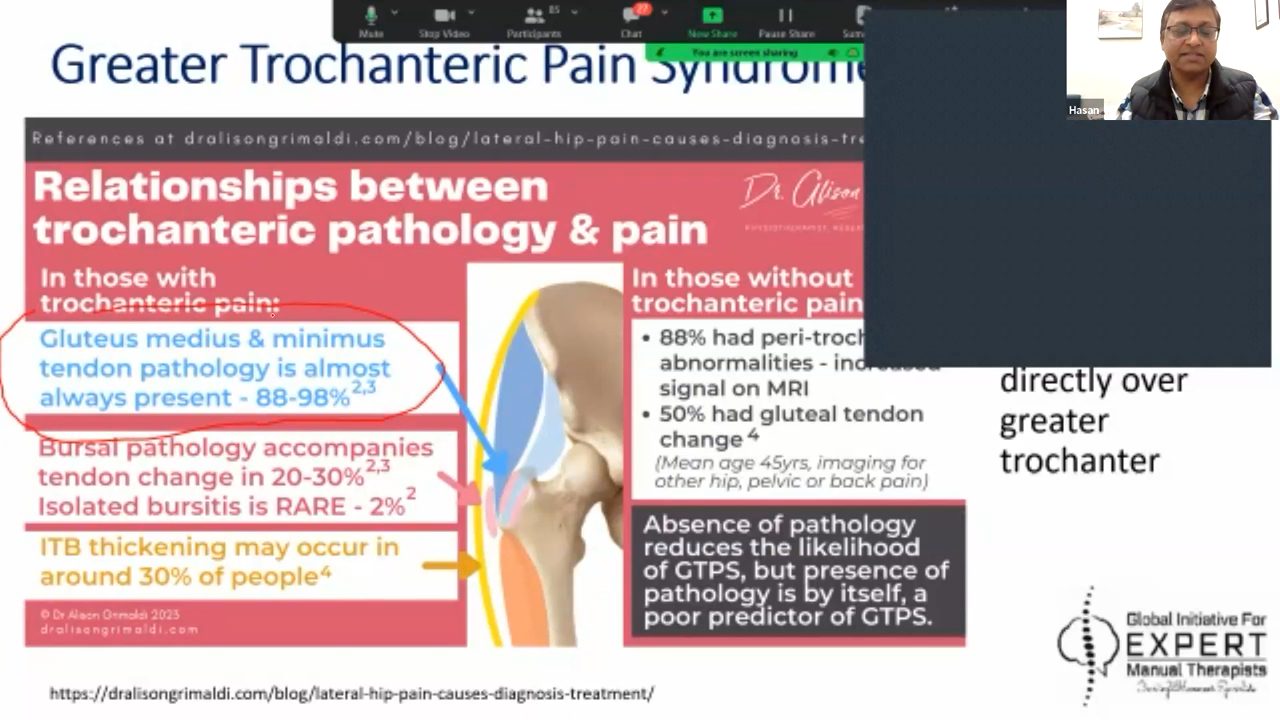 Mute
Stop Video
85
Participants
27
Chat
New Share
Pause Share
You are screen sharing
Hasan
Greater Trochanteric Pain Syndrome
References at dralisongrimaldi.com/blog/lateral-hip-pain-causes-diagnosis-tre
Relationships between
trochanteric pathology & pain
Dr. Alison
In those with
trochanteric pain:
Gluteus medius & minimus
tendon pathology is almost
always present - 88-98%2,3
Bursal pathology accompanies
tendon change in 20-30%2,3
Isolated bursitis is RARE - 2%2
ITB thickening may occur in
around 30% of people4
© Dr Alison Grimaldi 2023
dralisongrimaldi.com
In those without
trochanteric pain
• 88% had peri-troch
abnormalities - increased
signal on MRI
• 50% had gluteal tendon
change4
(Mean age 45yrs, imaging for
other hip, pelvic or back pain)
Absence of pathology
reduces the likelihood
of GTPS, but presence of
pathology is by itself, a
poor predictor of GTPS.
directly over
greater
trochanter
Global Initiative For
EXPERT
Manual Therapists
https://dralisongrimaldi.com/blog/lateral-hip-pain-causes-diagnosis-treatment/